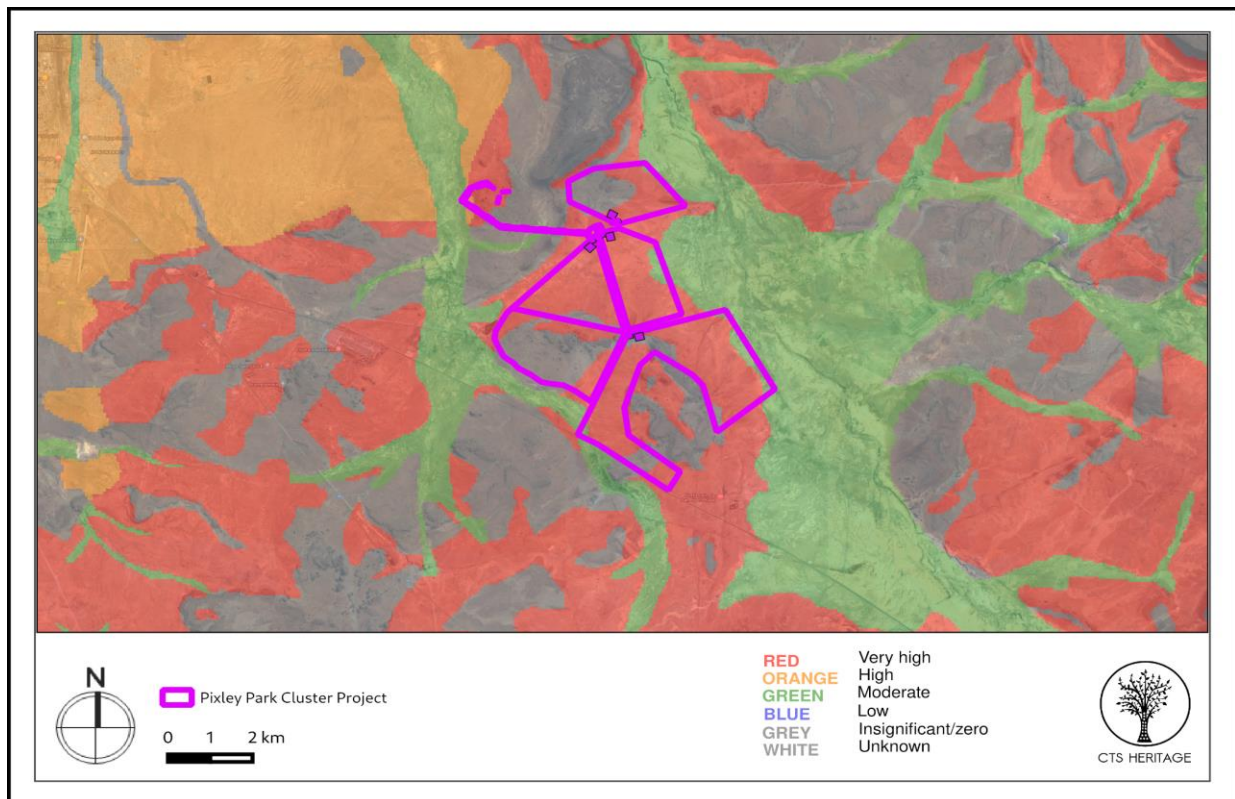 N
Pixley Park Cluster Project
0 1 2 km
RED Very high
ORANGE High
GREEN Moderate
BLUE Low
GREY Insignificant/zero
WHITE Unknown
CTS HERITAGE